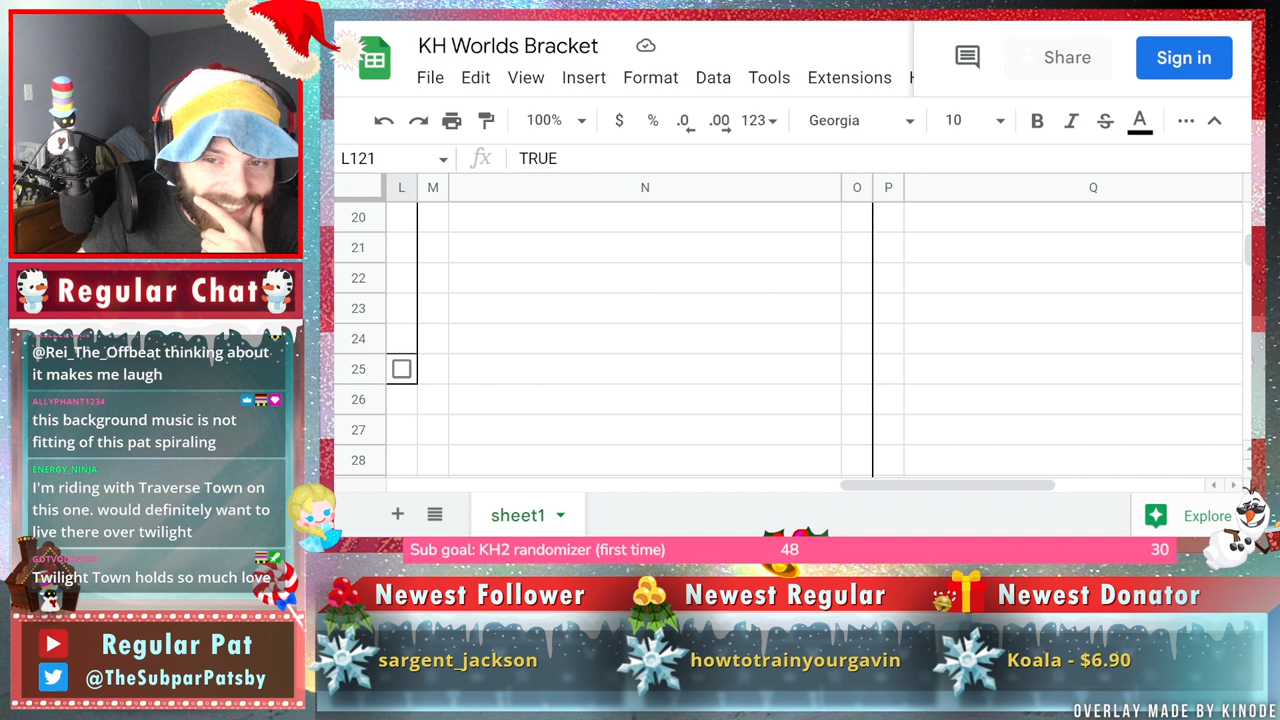 KH Worlds Bracket
Share
Sign in
File Edit View Insert Format Data Tools Extensions
100% $ % .0 .00 123 Georgia 10 B I S A
L121 fx TRUE
L M N O P Q
20
21
22
23
24
25
26
27
28
sheet1
Explore
Regular Chat
@Rei_The_Offbeat thinking about
it makes me laugh
ALLYPHANT1234
this background music is not
fitting of this pat spiraling
ENERGY_NINJA
I'm riding with Traverse Town on
this one. would definitely want to
live there over twilight
Twilight Town holds so much love
Regular Pat
@TheSubparPatsby
Sub goal: KH2 randomizer (first time) 48 30
Newest Follower
sargent_jackson
Newest Regular
howtotrainyourgavin
Newest Donator
Koala - $6.90
OVERLAY MADE BY KINODE